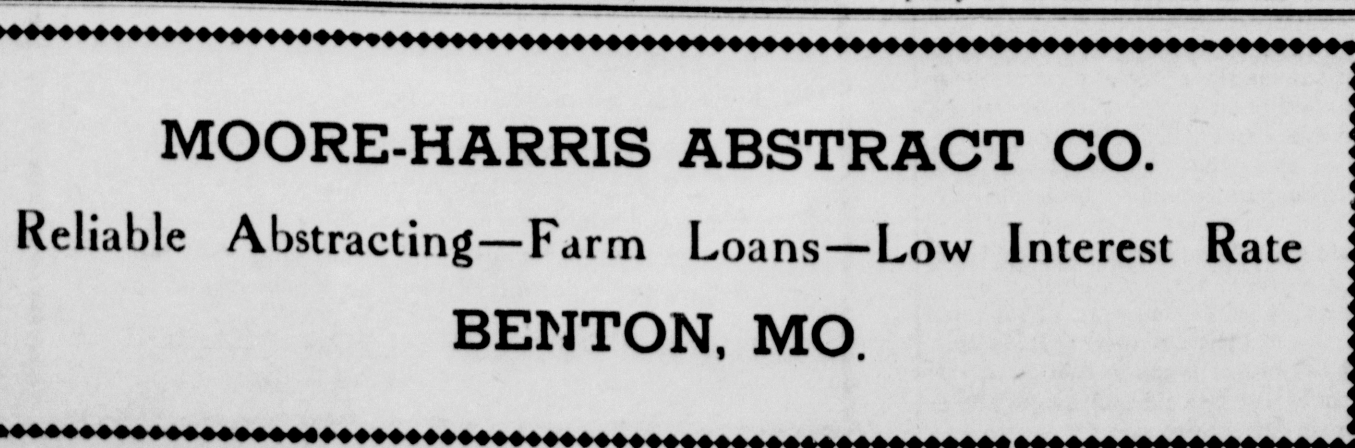 MOORE-HARRIS ABSTRACT CO.
Reliable Abstracting—Farm Loans—Low Interest Rate
BENTON, MO.